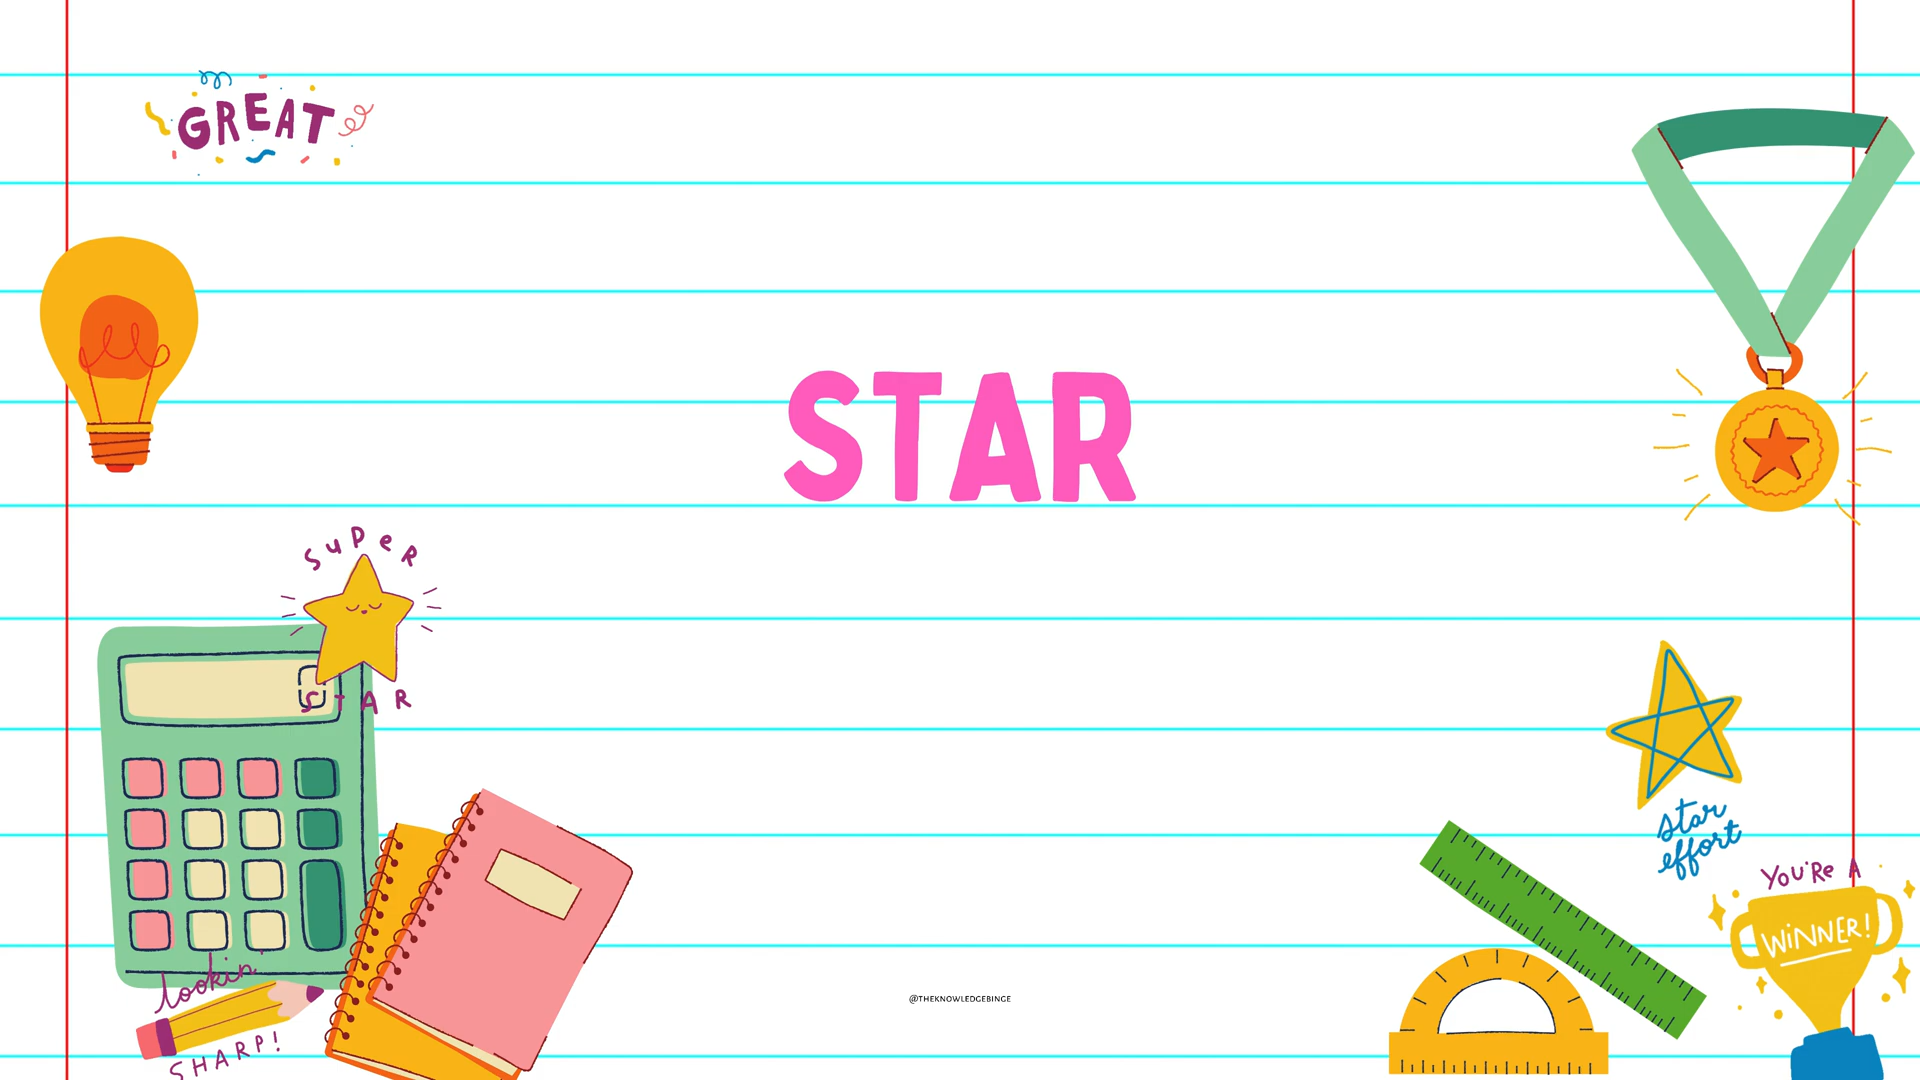 GREAT
STAR
SUPER
STAR
star
effort
YOU'RE A
WINNER!
lookin'
SHARP!
@THEKNOWLEDGEBINGE